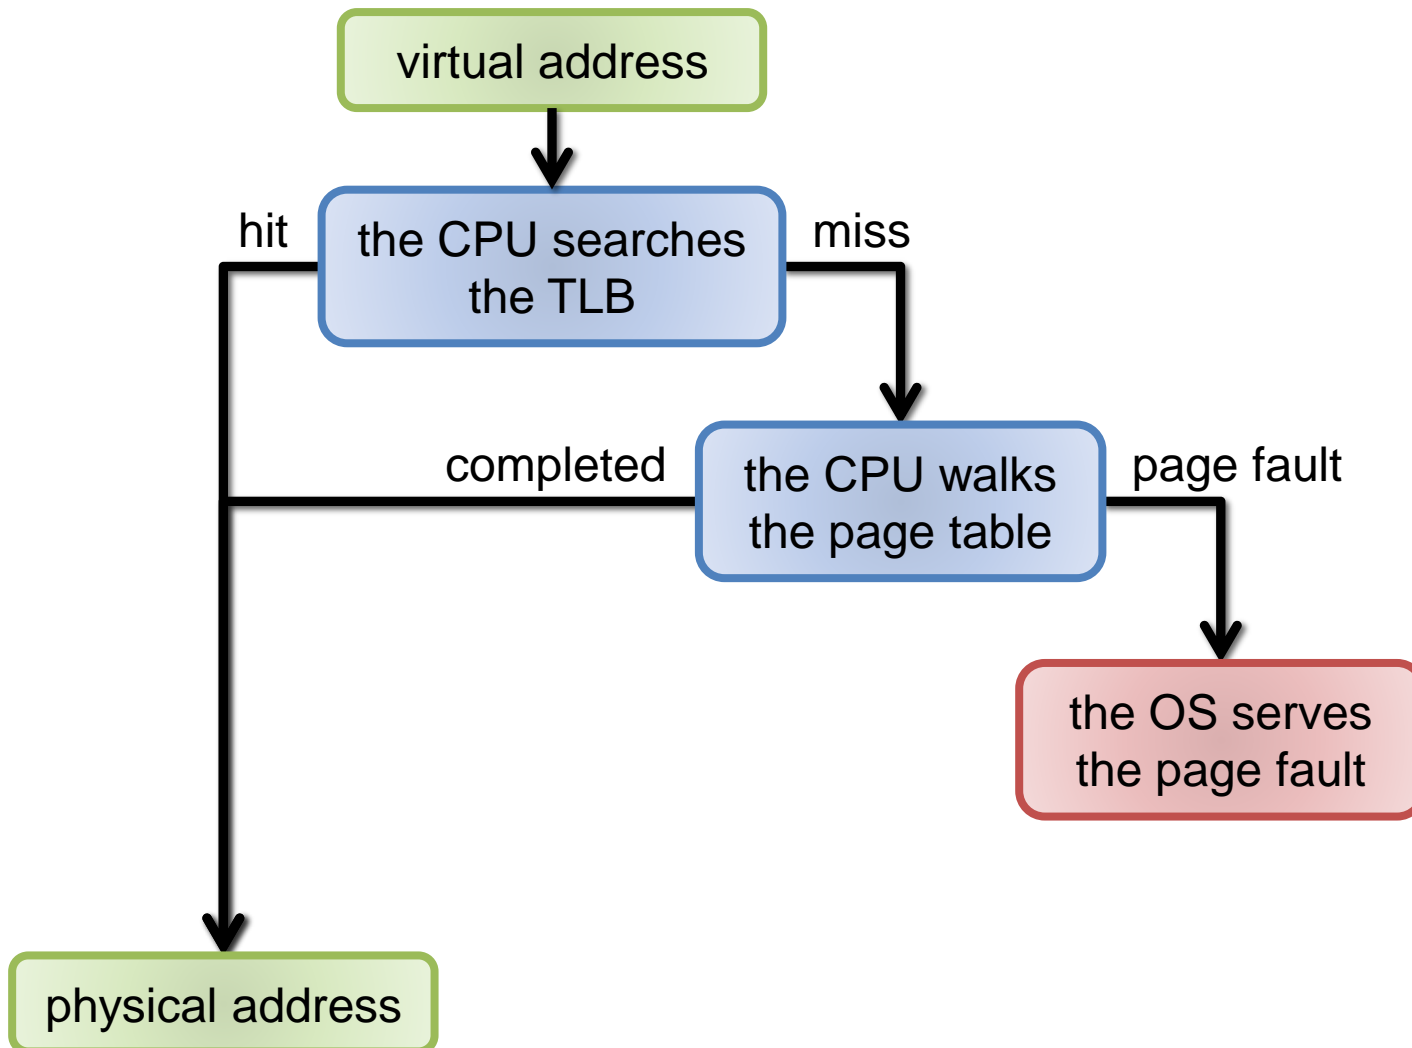 virtual address
hit
the CPU searches
the TLB
miss
completed
the CPU walks
the page table
page fault
the OS serves
the page fault
physical address